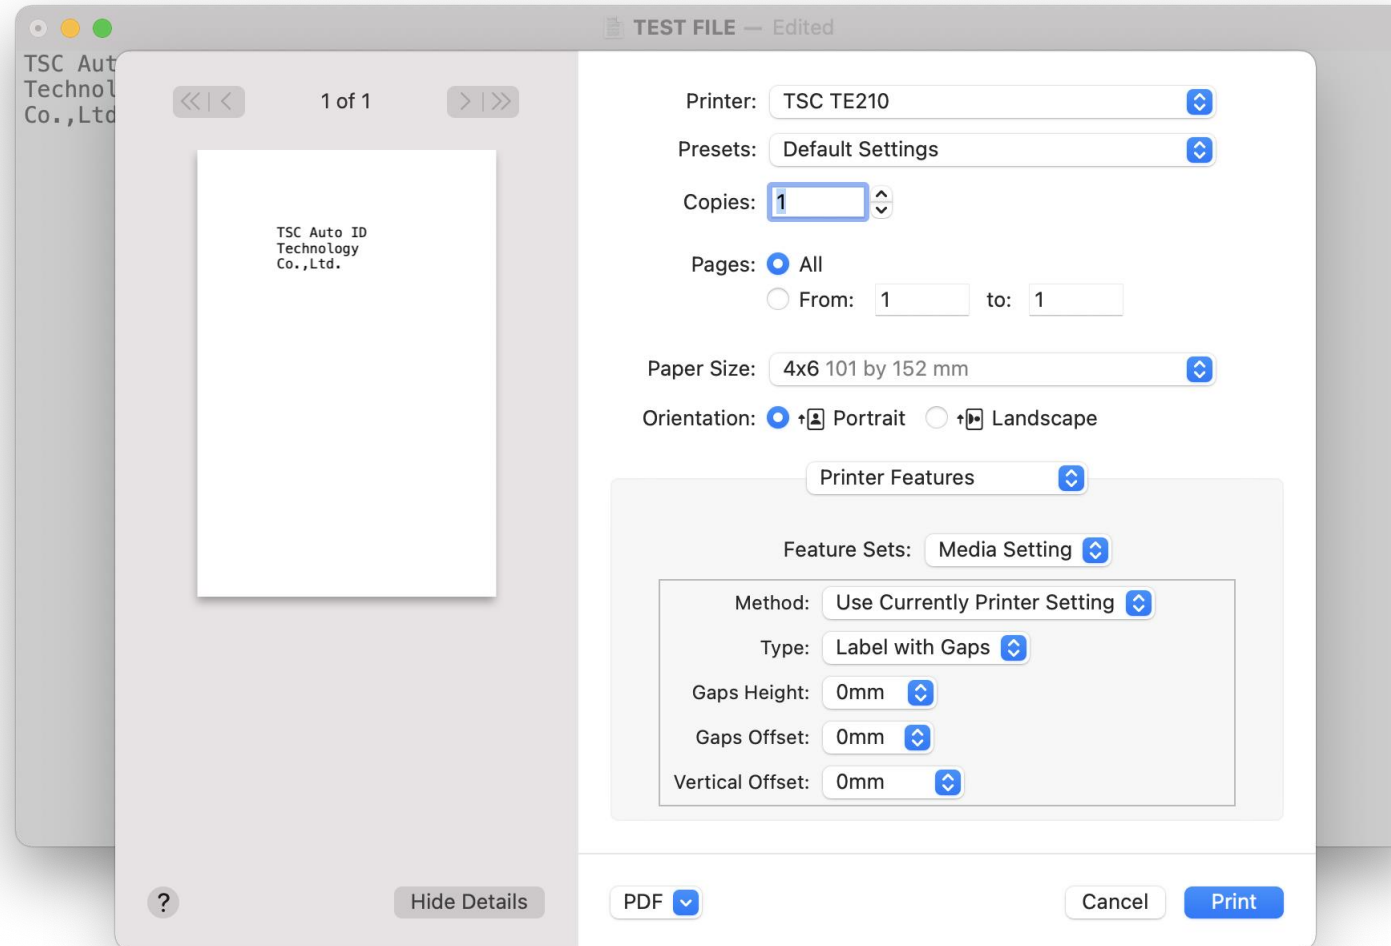 TEST FILE — Edited
TSC Aut
Technol
Co.,Ltd
1 of 1
TSC Auto ID
Technology
Co.,Ltd.
Printer: TSC TE210
Presets: Default Settings
Copies: 1
Pages: All
From: 1 to: 1
Paper Size: 4x6 101 by 152 mm
Orientation: Portrait Landscape
Printer Features
Feature Sets: Media Setting
Method: Use Currently Printer Setting
Type: Label with Gaps
Gaps Height: 0mm
Gaps Offset: 0mm
Vertical Offset: 0mm
? Hide Details PDF Cancel Print